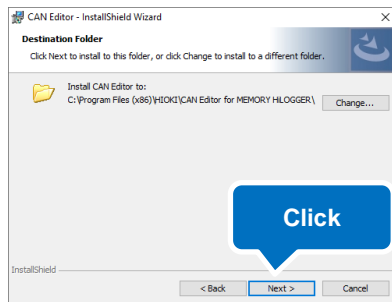 CAN Editor - InstallShield Wizard
Destination Folder
Click Next to install to this folder, or click Change to install to a different folder.
Install CAN Editor to:
C:\Program Files (x86)\HIOKI\CAN Editor for MEMORY HiLOGGER\
Change...
Click
InstallShield
< Back
Next >
Cancel